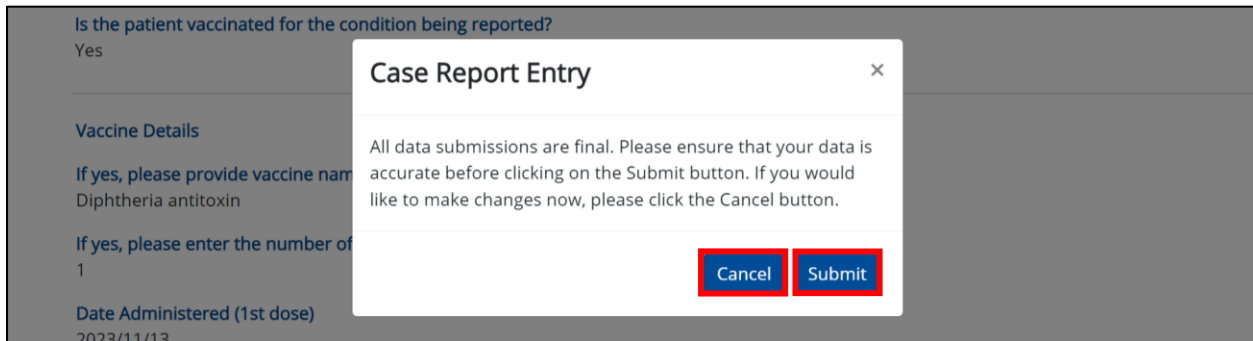 Is the patient vaccinated for the condition being reported?
Yes
Case Report Entry
×
All data submissions are final. Please ensure that your data is
accurate before clicking on the Submit button. If you would
like to make changes now, please click the Cancel button.
Cancel Submit
Vaccine Details
If yes, please provide vaccine nam
Diphtheria antitoxin
If yes, please enter the number of
1
Date Administered (1st dose)
2023/11/13